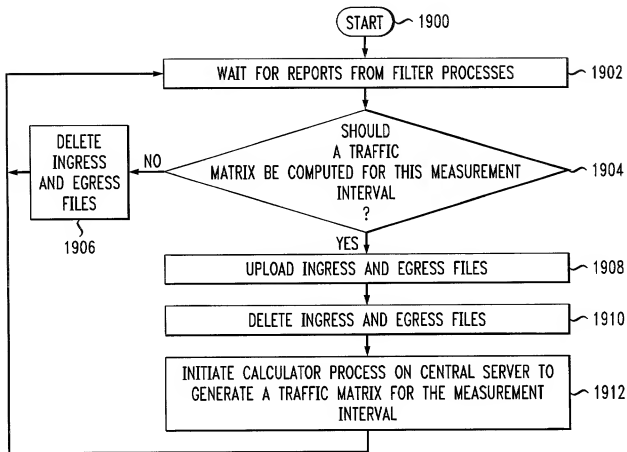 START
1900
WAIT FOR REPORTS FROM FILTER PROCESSES
1902
SHOULD
A TRAFFIC
MATRIX BE COMPUTED FOR THIS MEASUREMENT
INTERVAL
?
1904
NO
DELETE
INGRESS
AND EGRESS
FILES
1906
YES
UPLOAD INGRESS AND EGRESS FILES
1908
DELETE INGRESS AND EGRESS FILES
1910
INITIATE CALCULATOR PROCESS ON CENTRAL SERVER TO
GENERATE A TRAFFIC MATRIX FOR THE MEASUREMENT
INTERVAL
1912